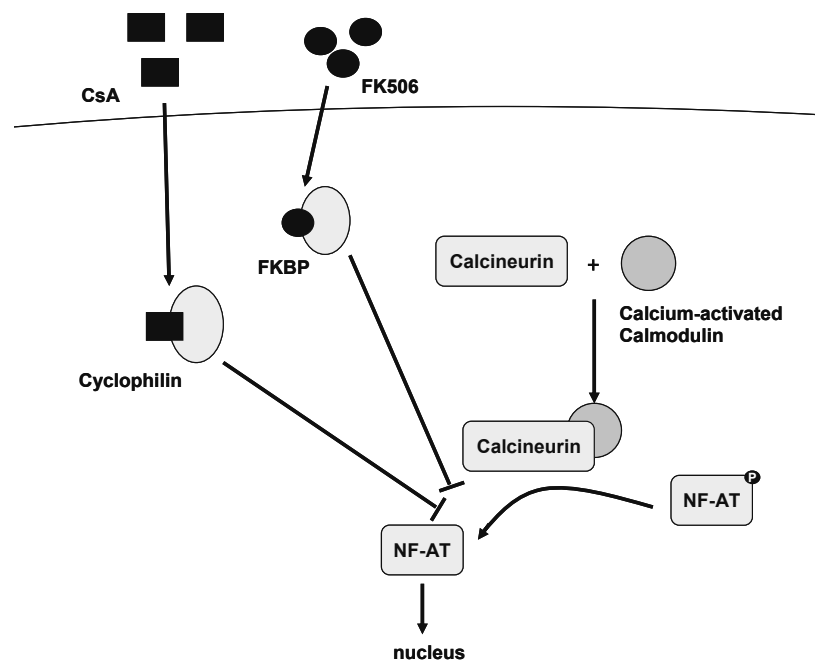 CsA
FK506
FKBP
Calcineurin
+
Calcium-activated
Calmodulin
Cyclophilin
Calcineurin
P
NF-AT
NF-AT
nucleus